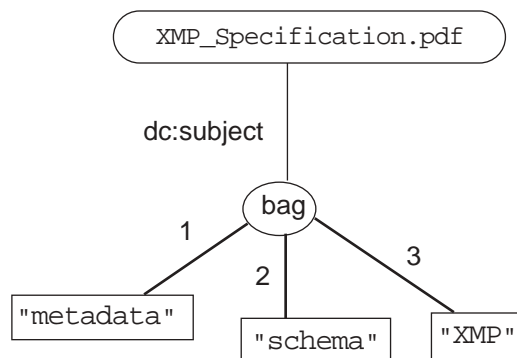 XMP_Specification.pdf
dc:subject
bag
1
2
3
"metadata"
"schema"
"XMP"